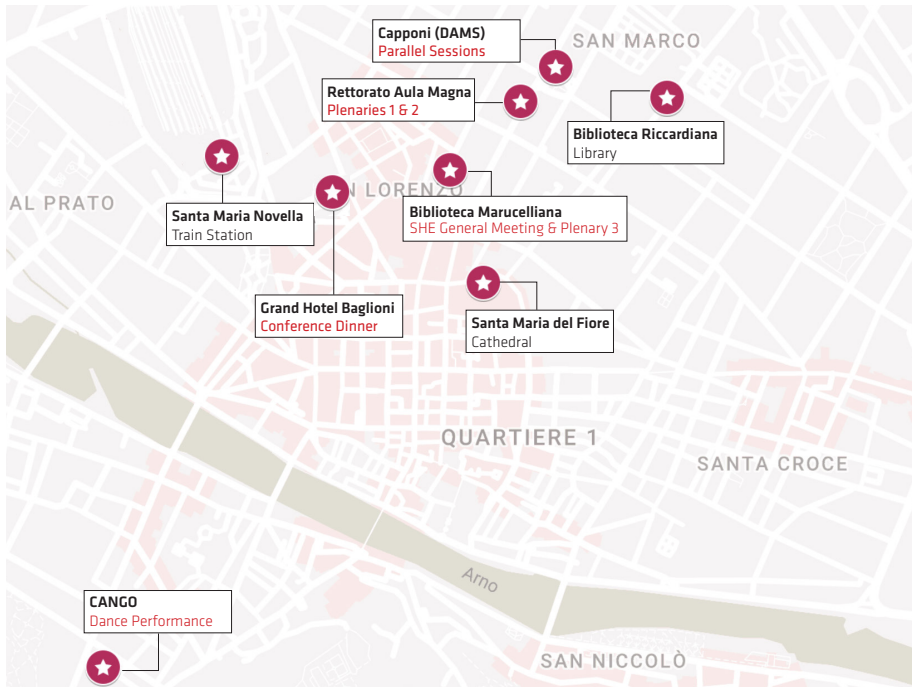 Capponi (DAMS)
Parallel Sessions
SAN MARCO
Rettorato Aula Magna
Plenaries 1 & 2
Biblioteca Riccardiana
Library
N LORENZO
AL PRATO
Santa Maria Novella
Train Station
Biblioteca Marucelliana
SHE General Meeting & Plenary 3
Grand Hotel Baglioni
Conference Dinner
Santa Maria del Fiore
Cathedral
QUARTIERE 1
SANTA CROCE
Arno
CANGO
Dance Performance
SAN NICCOLÒ